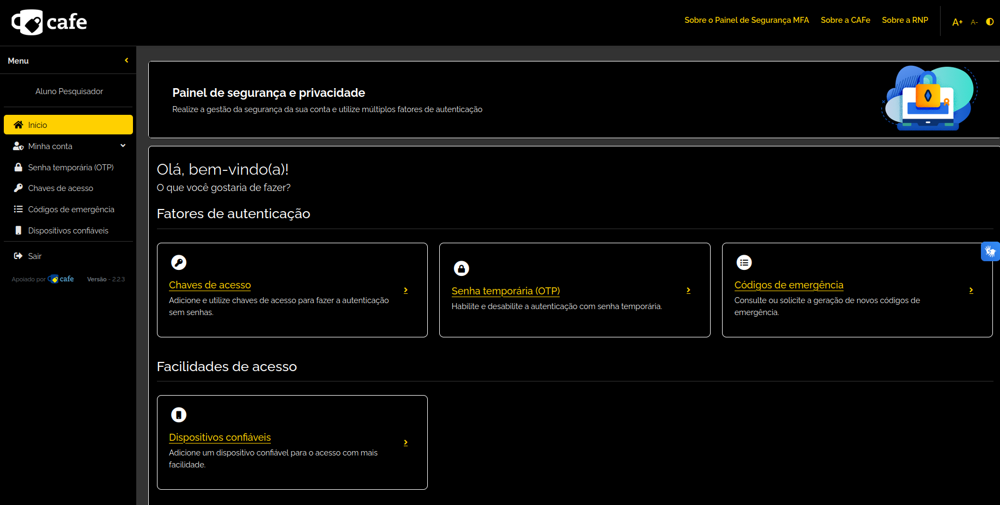 cafe
Sobre o Painel de Segurança MFA
Sobre a CAFe
Sobre a RNP
A+
A-
Menu
Aluno Pesquisador
Início
Minha conta
Senha temporária (OTP)
Chaves de acesso
Códigos de emergência
Dispositivos confiáveis
Sair
Apoiado por cafe
Versão - 2.2.3
Painel de segurança e privacidade
Realize a gestão da segurança da sua conta e utilize múltiplos fatores de autenticação
Olá, bem-vindo(a)!
O que você gostaria de fazer?
Fatores de autenticação
Chaves de acesso
Adicione e utilize chaves de acesso para fazer a autenticação
sem senhas.
Senha temporária (OTP)
Habilite e desabilite a autenticação com senha temporária.
Códigos de emergência
Consulte ou solicite a geração de novos códigos de
emergência.
Facilidades de acesso
Dispositivos confiáveis
Adicione um dispositivo confiável para o acesso com mais
facilidade.